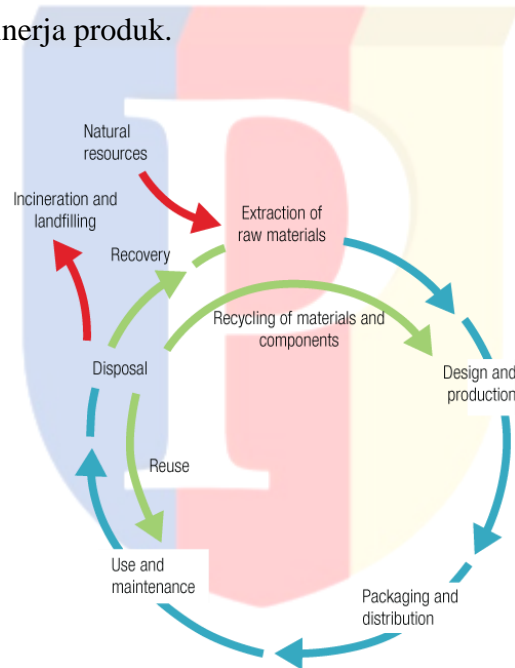 nerja produk.
Natural
resources
Incineration and
landfilling
Extraction of
raw materials
Recovery
Recycling of materials and
components
Disposal
Design and
production
Reuse
Use and
maintenance
Packaging and
distribution